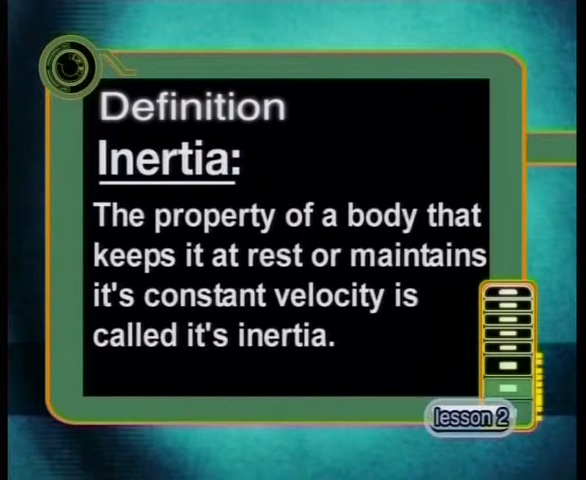 Definition
Inertia:
The property of a body that
keeps it at rest or maintains
it's constant velocity is
called it's inertia.
lesson 2